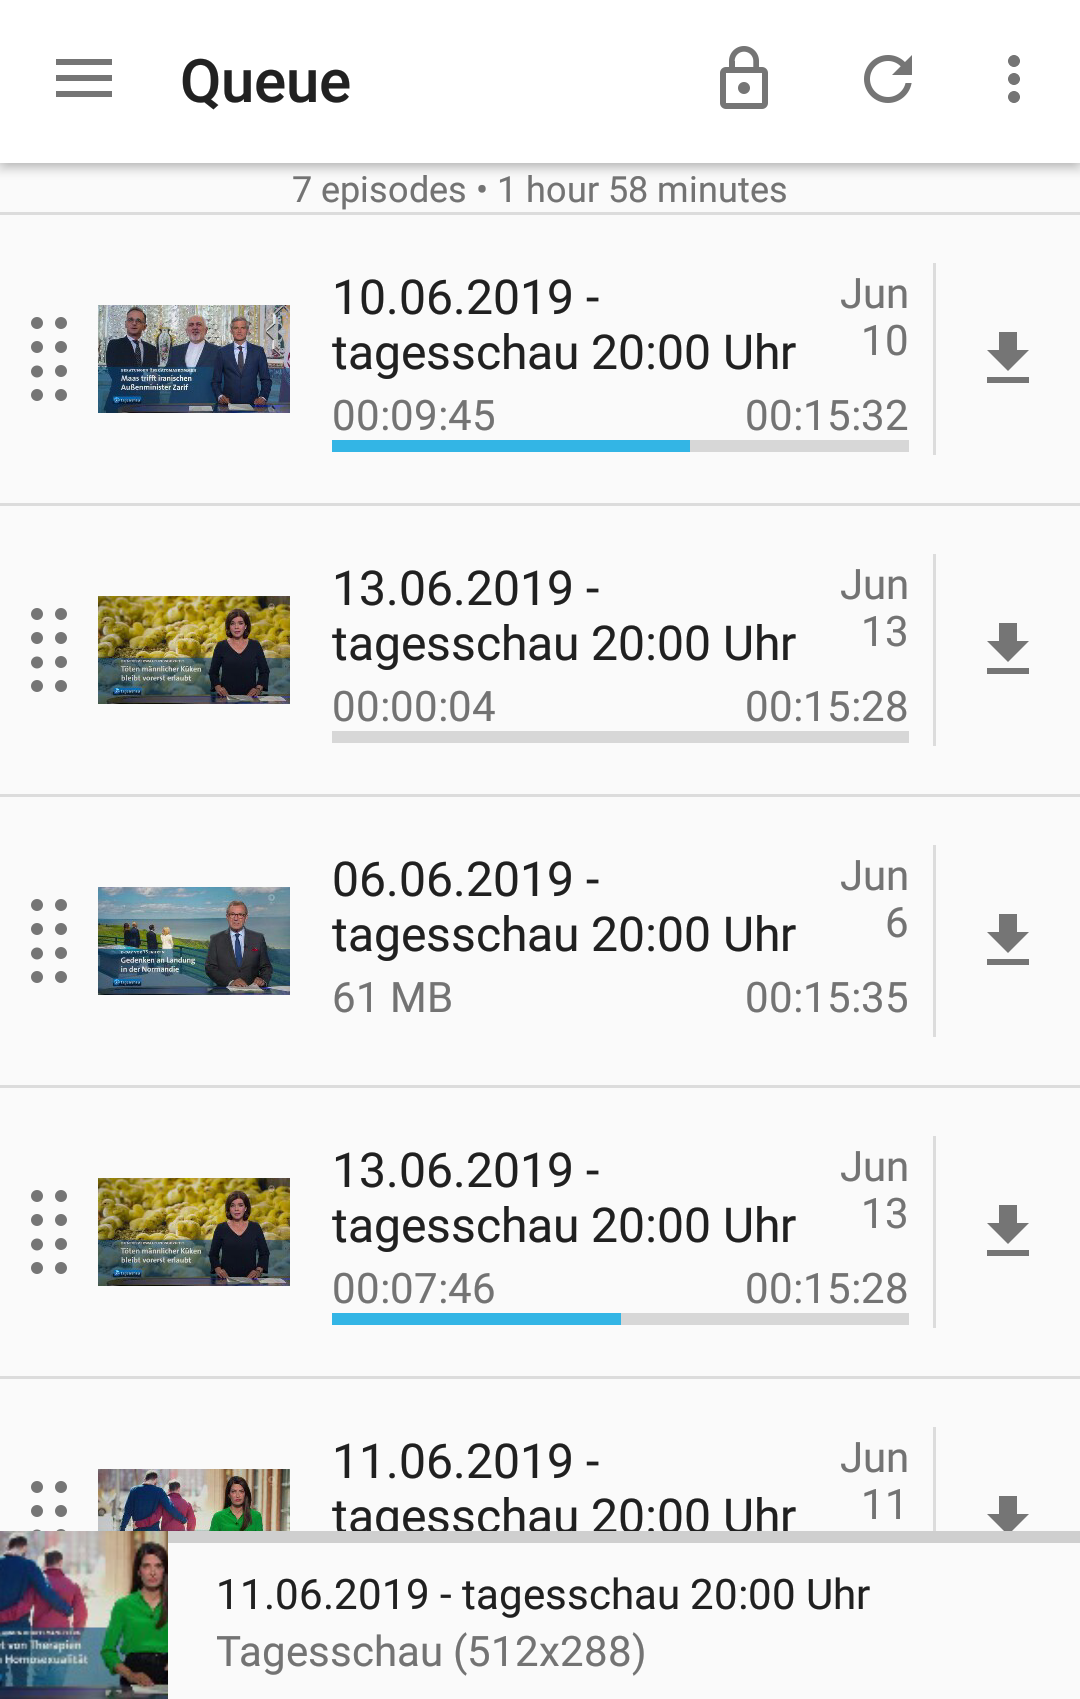 Queue
7 episodes • 1 hour 58 minutes
10.06.2019 -
tagesschau 20:00 Uhr
Jun
10
Maas trifft iranischen
Außenminister Zarif
00:09:45
00:15:32
13.06.2019 -
tagesschau 20:00 Uhr
Jun
13
Töten männlicher Küken
bleibt vorerst erlaubt
00:00:04
00:15:28
06.06.2019 -
tagesschau 20:00 Uhr
Jun
6
Gedenken an Landung
in der Normandie
61 MB
00:15:35
13.06.2019 -
tagesschau 20:00 Uhr
Jun
13
Töten männlicher Küken
bleibt vorerst erlaubt
00:07:46
00:15:28
11.06.2019 -
tagesschau 20:00 Uhr
Jun
11
t von Therapien
Homosexualität
11.06.2019 - tagesschau 20:00 Uhr
Tagesschau (512x288)